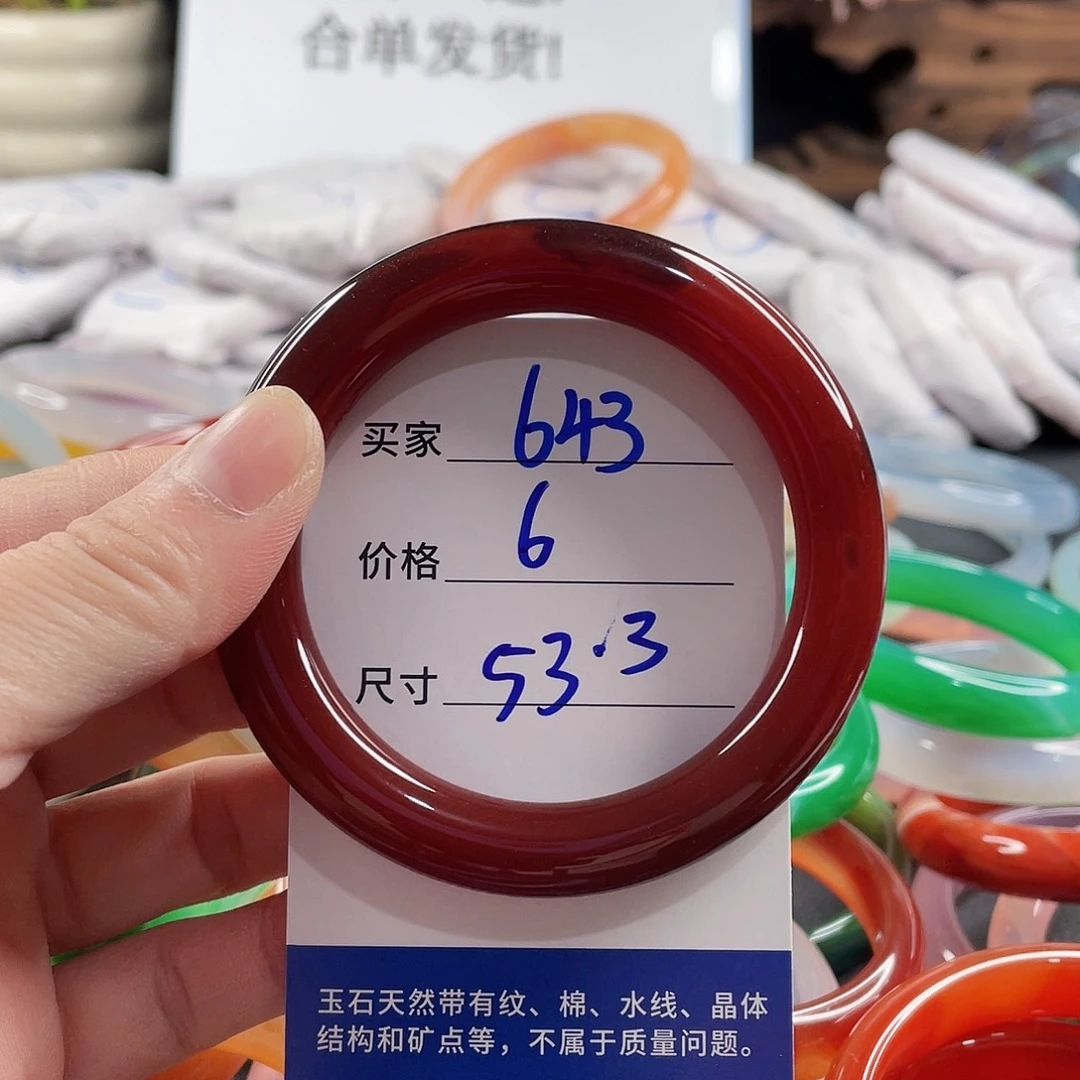 合单发货!
买家 643
价格 6
尺寸 53.3
玉石天然带有纹、棉、水线、晶体
结构和矿点等，不属于质量问题。